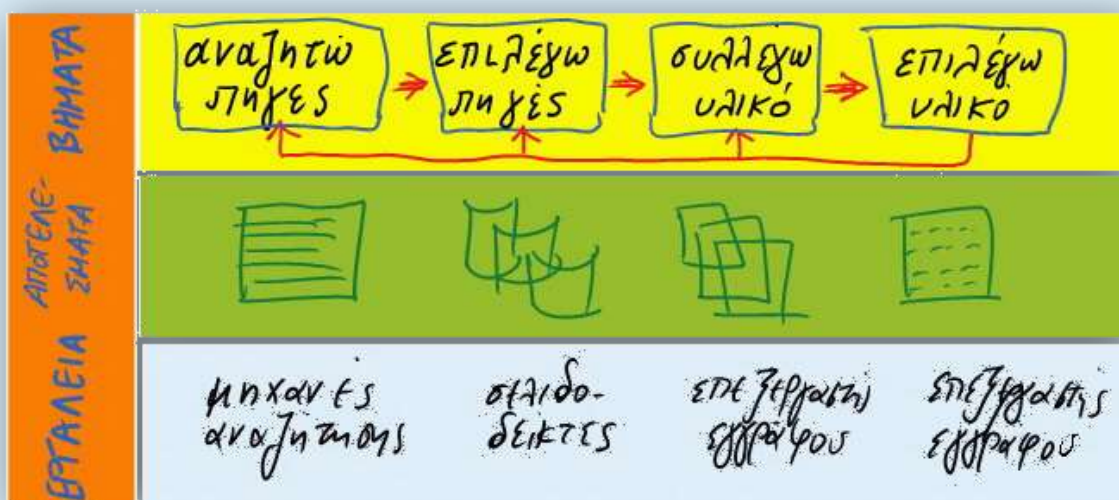 ΒΗΜΑΤΑ
αναζητώ
πηγές
επιλέγω
πηγές
συλλέγω
υλικό
επιλέγω
υλικό
ΑΠΟΤΕΛΕ-
ΣΜΑΤΑ
ΕΡΓΑΛΕΙΑ
μηχανές
αναζήτησης
σελιδο-
δείκτες
επεξεργαστής
εγγράφου
επεξεργαστής
εγγράφου